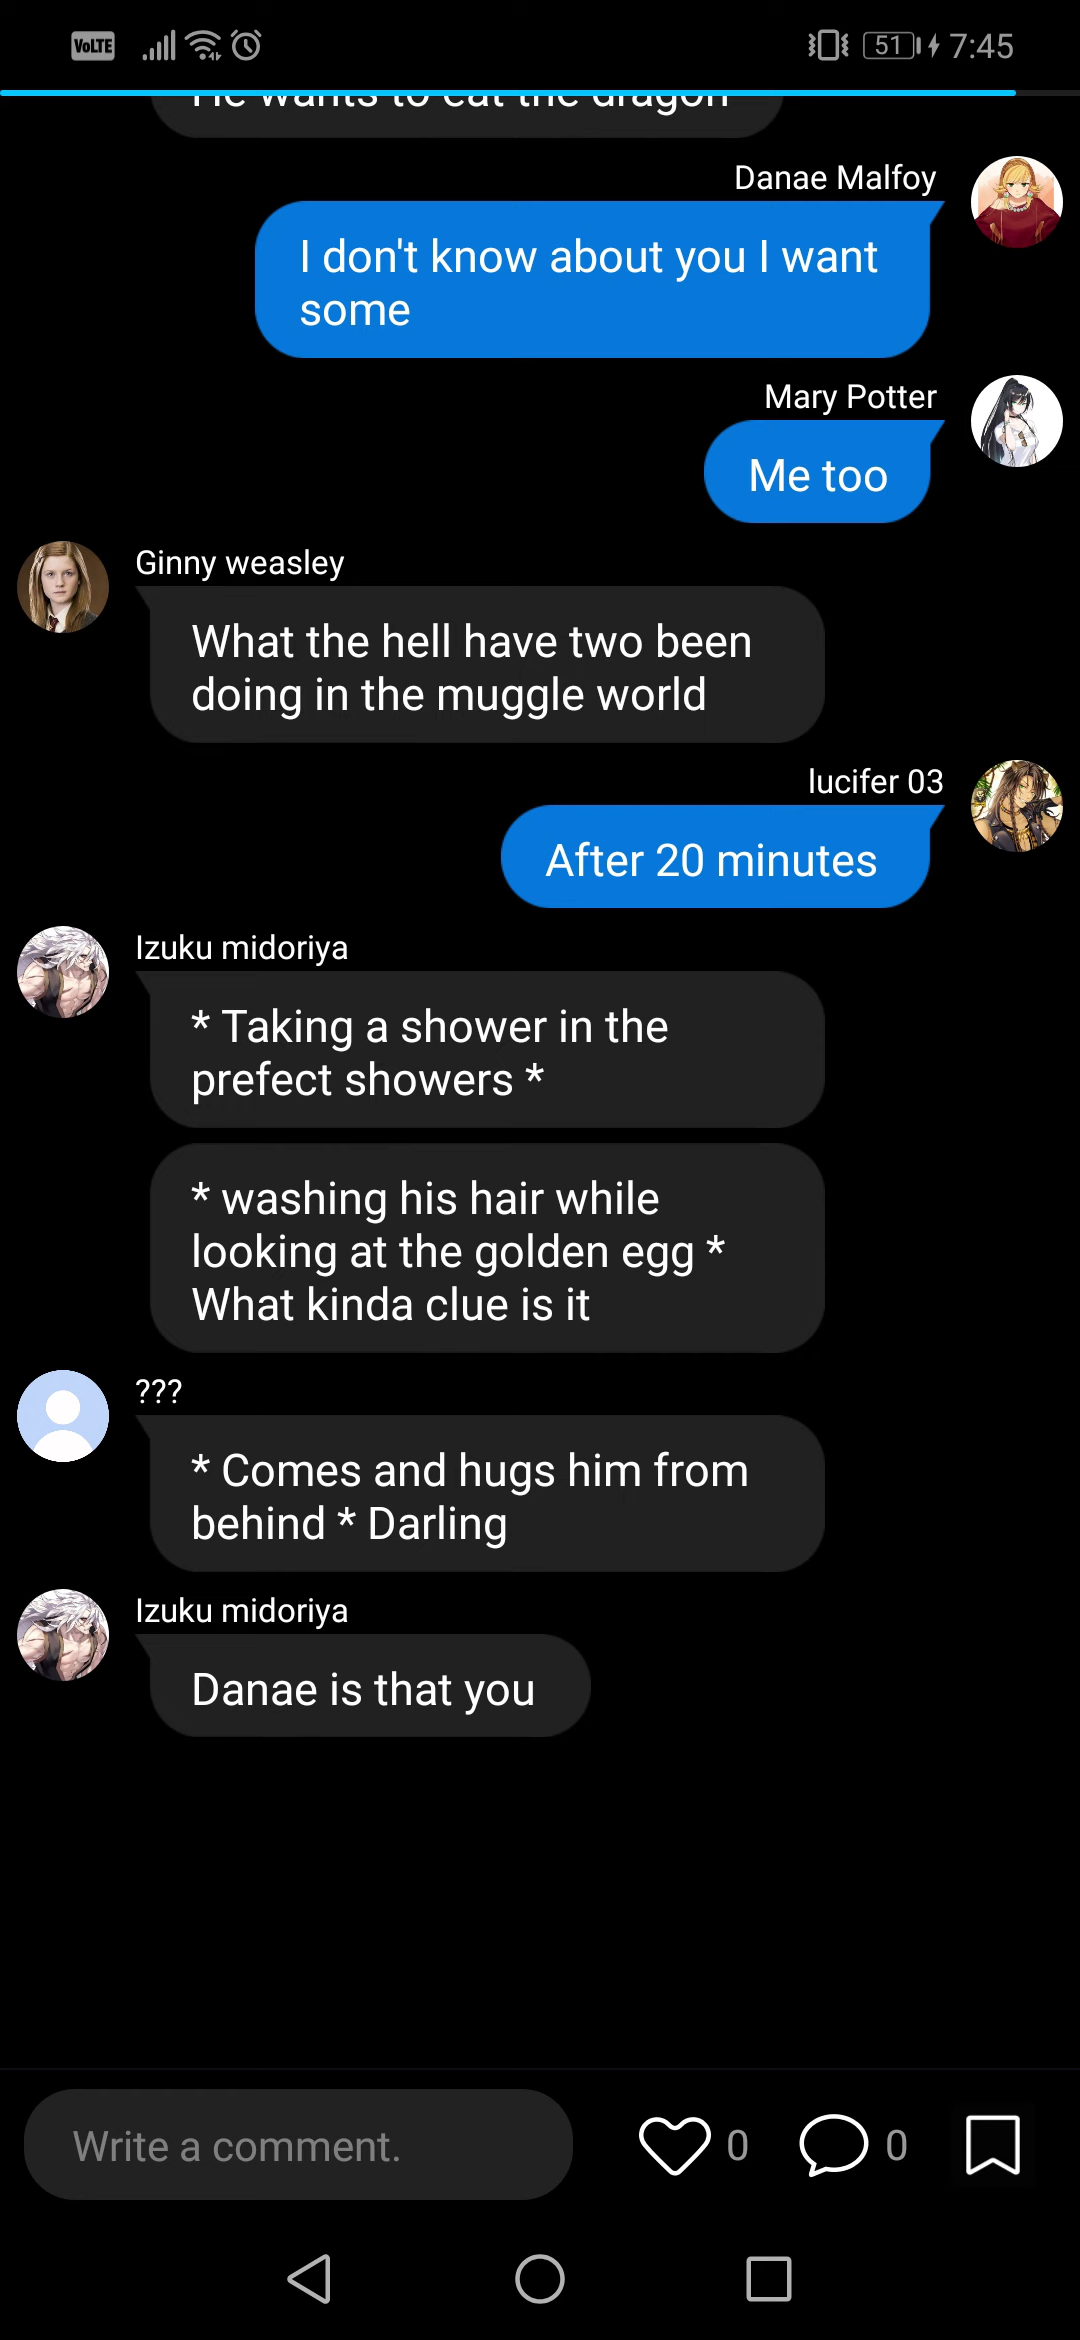 VoLTE
51
7:45
He wants to eat the dragon
Danae Malfoy
I don't know about you I want
some
Mary Potter
Me too
Ginny weasley
What the hell have two been
doing in the muggle world
lucifer 03
After 20 minutes
Izuku midoriya
* Taking a shower in the
prefect showers *
* washing his hair while
looking at the golden egg *
What kinda clue is it
???
* Comes and hugs him from
behind * Darling
Izuku midoriya
Danae is that you
Write a comment.
0
0